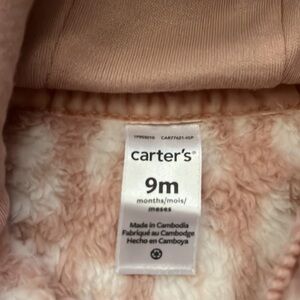 carter's®
9m
months/mois/
meses
Made in Cambodia
Fabriqué au Cambodge
Hecho en Camboya